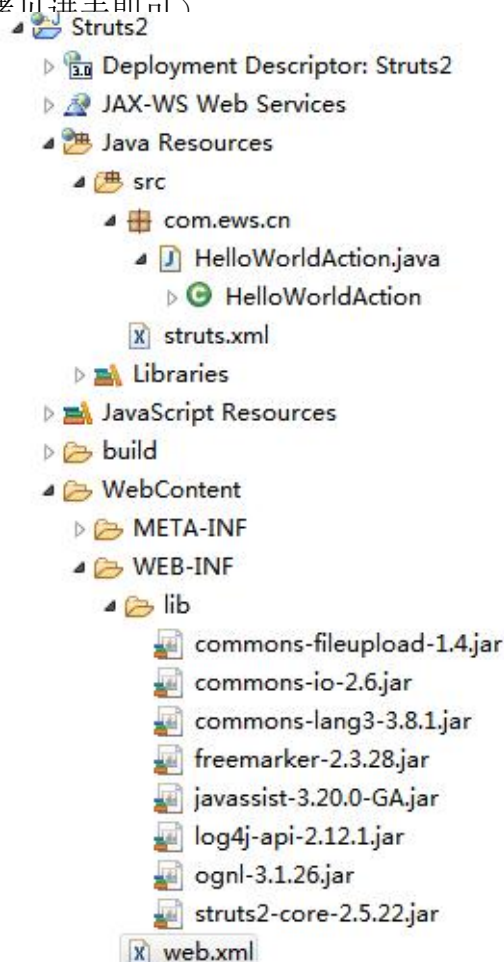 Struts2
Deployment Descriptor: Struts2
JAX-WS Web Services
Java Resources
src
com.ews.cn
HelloWorldAction.java
HelloWorldAction
struts.xml
Libraries
JavaScript Resources
build
WebContent
META-INF
WEB-INF
lib
commons-fileupload-1.4.jar
commons-io-2.6.jar
commons-lang3-3.8.1.jar
freemarker-2.3.28.jar
javassist-3.20.0-GA.jar
log4j-api-2.12.1.jar
ognl-3.1.26.jar
struts2-core-2.5.22.jar
web.xml